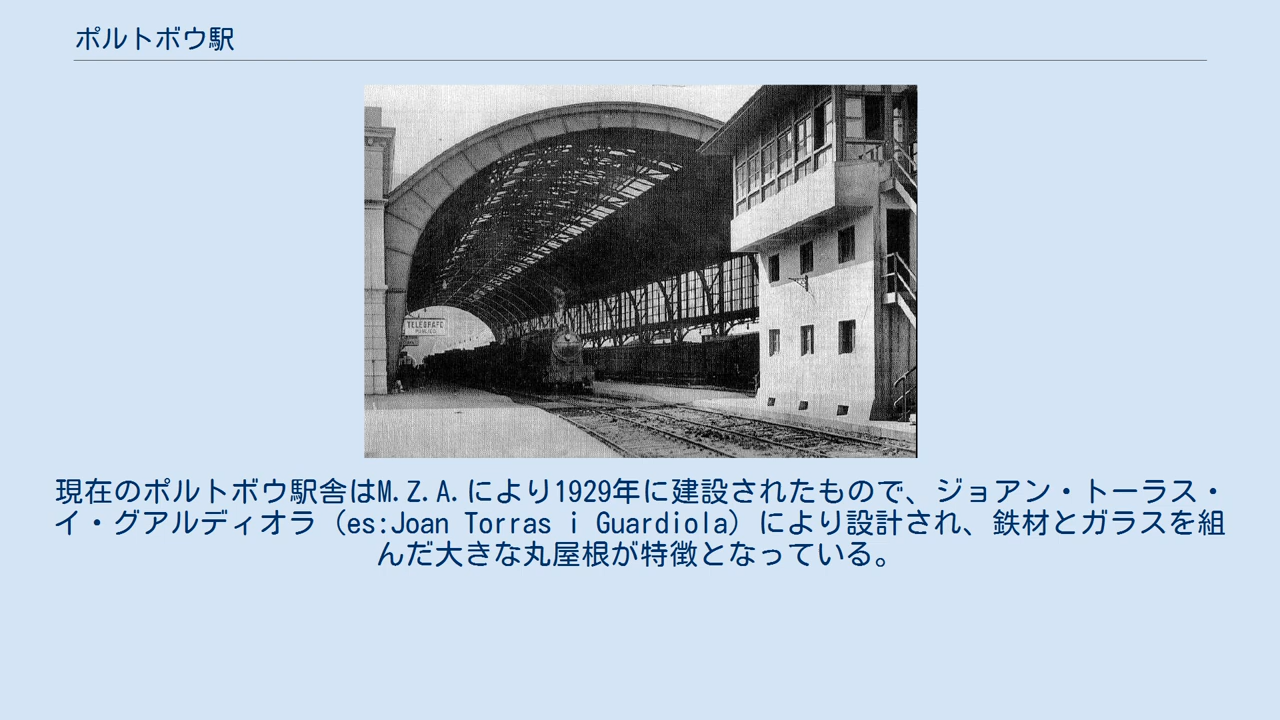 ポルトボウ駅
TELEGRAFO
PUBLICO
現在のポルトボウ駅舎はM.Z.A.により1929年に建設されたもので、ジョアン・トーラス・
イ・グアルディオラ（es:Joan Torras i Guardiola）により設計され、鉄材とガラスを組
んだ大きな丸屋根が特徴となっている。